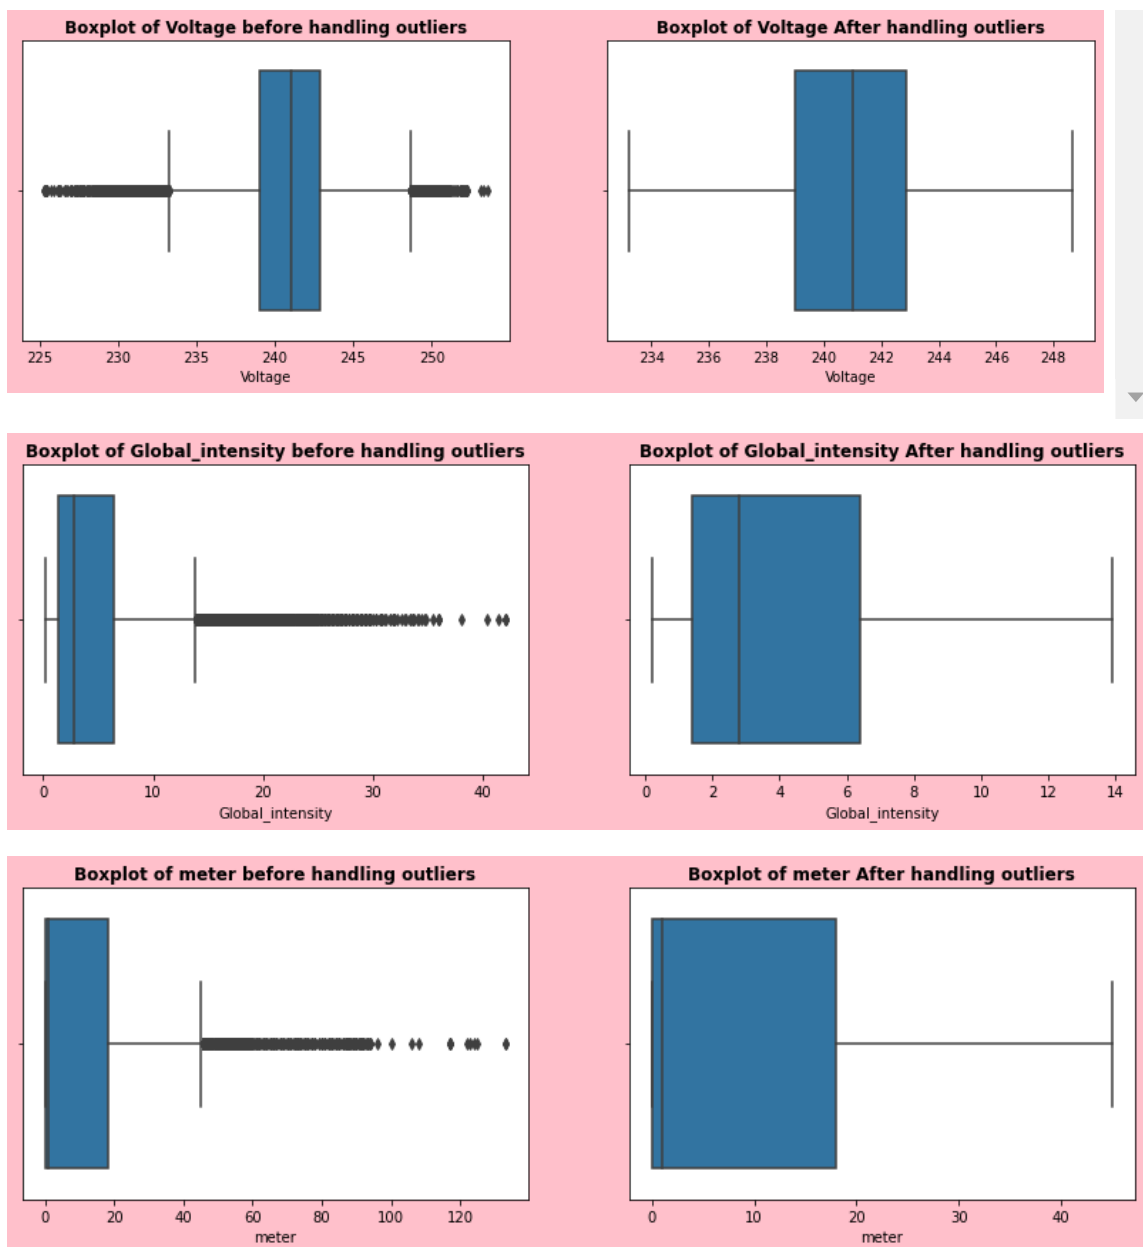 Boxplot of Voltage before handling outliers
225 230 235 240 245 250
Voltage
Boxplot of Voltage After handling outliers
234 236 238 240 242 244 246 248
Voltage
Boxplot of Global_intensity before handling outliers
0 10 20 30 40
Global_intensity
Boxplot of Global_intensity After handling outliers
0 2 4 6 8 10 12 14
Global_intensity
Boxplot of meter before handling outliers
0 20 40 60 80 100 120
meter
Boxplot of meter After handling outliers
0 10 20 30 40
meter